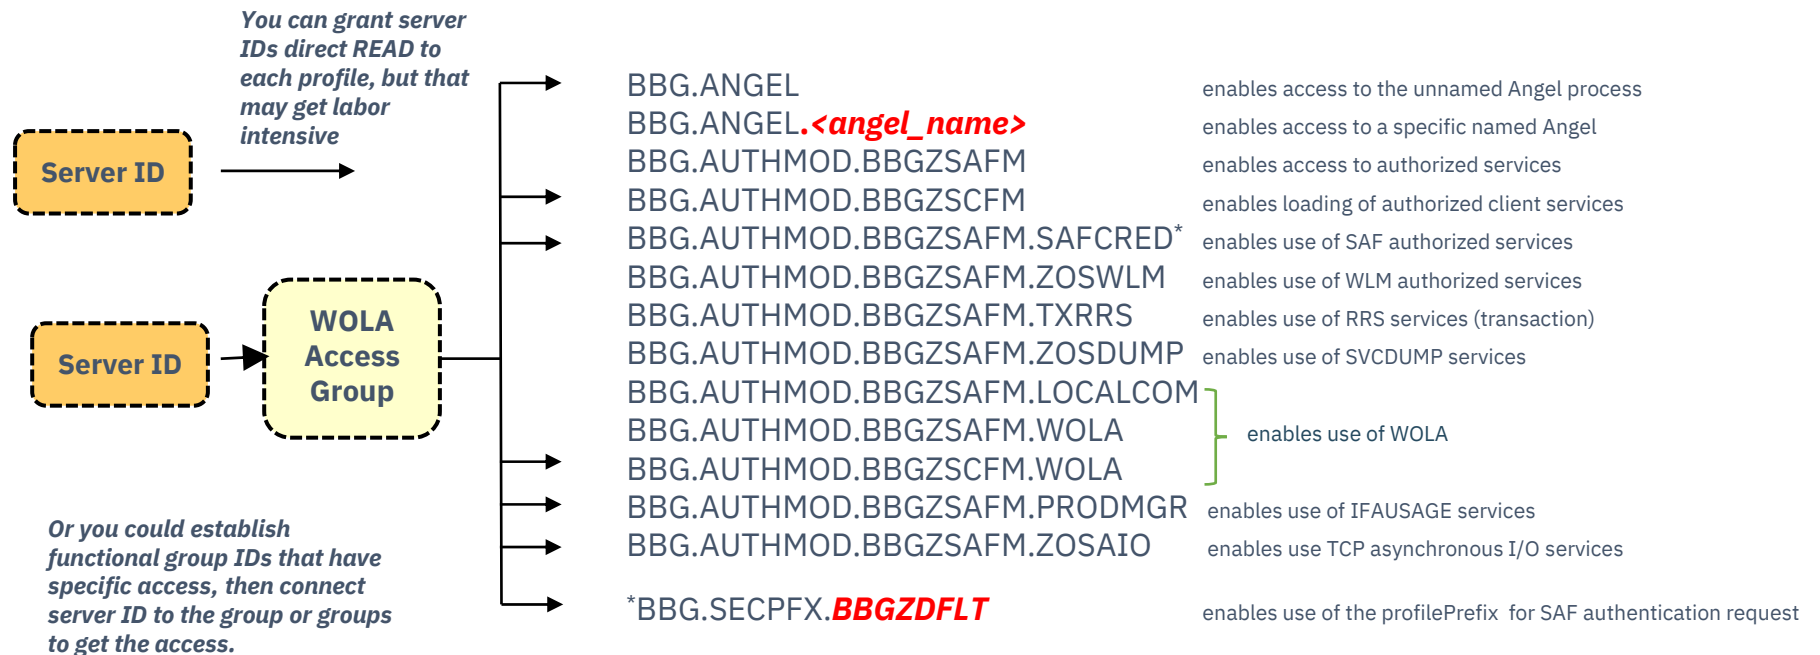 You can grant server
IDs direct READ to
each profile, but that
may get labor
intensive
Server ID
Server ID
WOLA
Access
Group
Or you could establish
functional group IDs that have
specific access, then connect
server ID to the group or groups
to get the access.
BBG.ANGEL enables access to the unnamed Angel process
BBG.ANGEL.<angel_name> enables access to a specific named Angel
BBG.AUTHMOD.BBGZSAFM enables access to authorized services
BBG.AUTHMOD.BBGZSCFM enables loading of authorized client services
BBG.AUTHMOD.BBGZSAFM.SAFCRED* enables use of SAF authorized services
BBG.AUTHMOD.BBGZSAFM.ZOSWLM enables use of WLM authorized services
BBG.AUTHMOD.BBGZSAFM.TXRRS enables use of RRS services (transaction)
BBG.AUTHMOD.BBGZSAFM.ZOSDUMP enables use of SVCDUMP services
BBG.AUTHMOD.BBGZSAFM.LOCALCOM
BBG.AUTHMOD.BBGZSAFM.WOLA enables use of WOLA
BBG.AUTHMOD.BBGZSCFM.WOLA
BBG.AUTHMOD.BBGZSAFM.PRODMGR enables use of IFAUSAGE services
BBG.AUTHMOD.BBGZSAFM.ZOSAIO enables use TCP asynchronous I/O services
*BBG.SECPFX.BBGZDFLT enables use of the profilePrefix for SAF authentication request